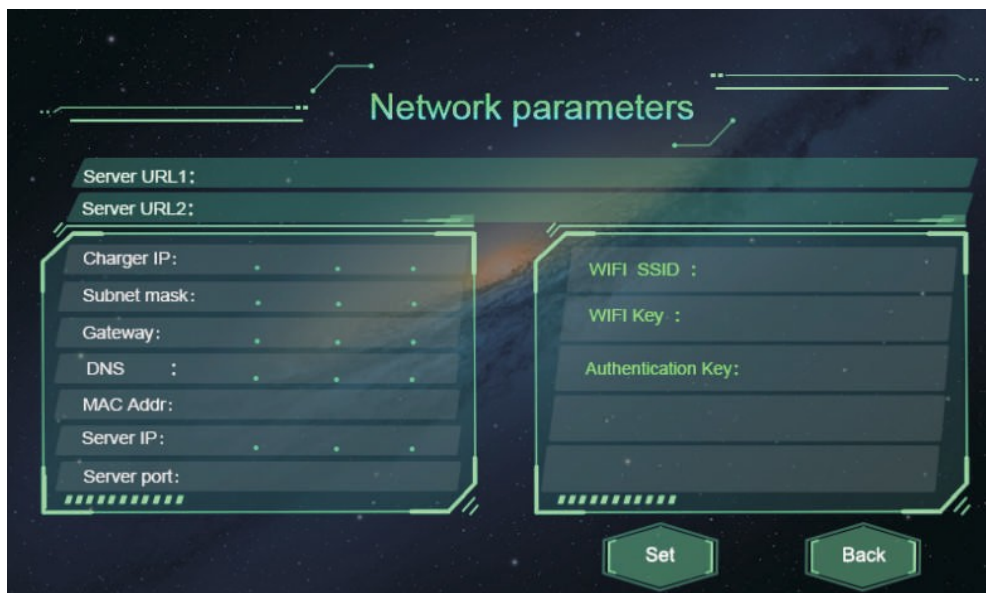 Network parameters
Server URL1:
Server URL2:
Charger IP:
Subnet mask:
Gateway:
DNS :
MAC Addr:
Server IP:
Server port:
WIFI SSID :
WIFI Key :
Authentication Key:
Set
Back